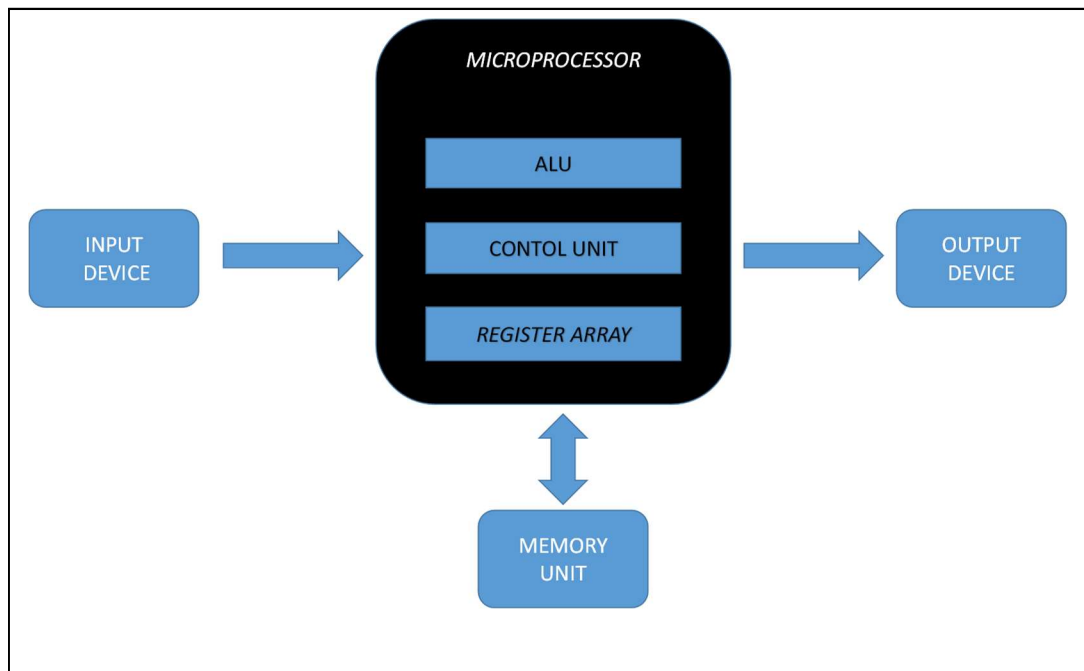 MICROPROCESSOR
ALU
INPUT
DEVICE
CONTOL UNIT
OUTPUT
DEVICE
REGISTER ARRAY
MEMORY
UNIT